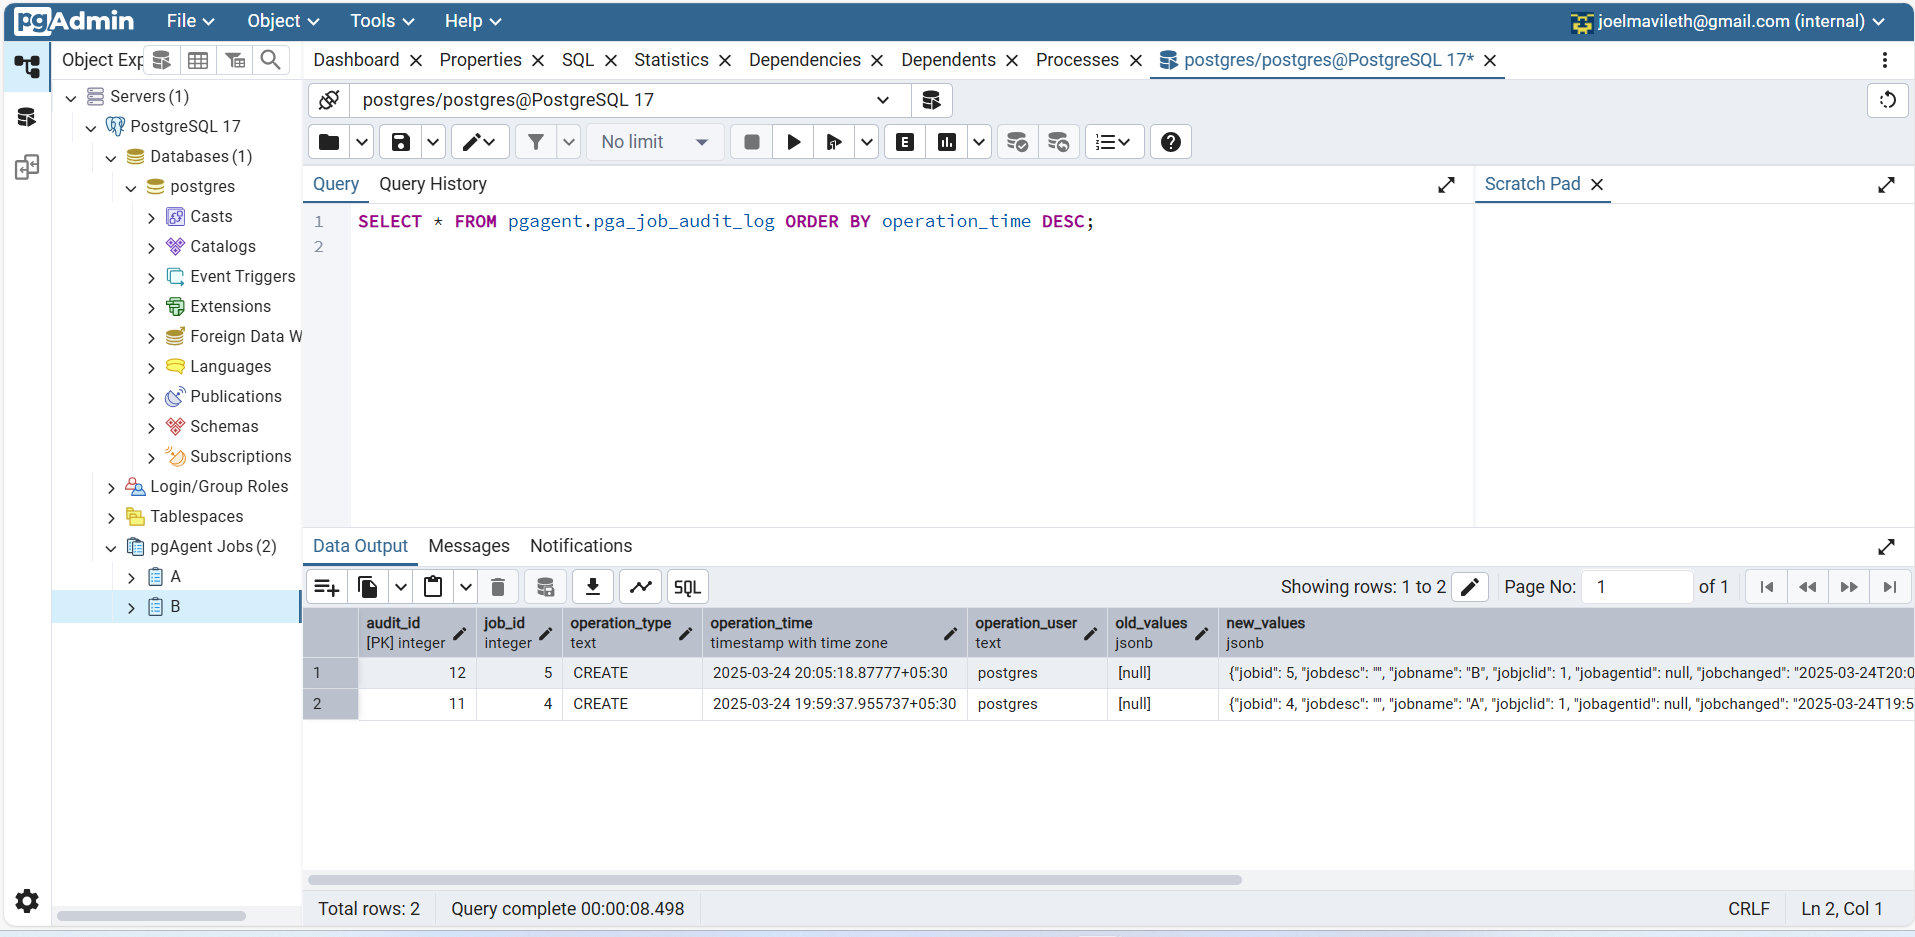 pgAdmin File Object Tools Help joelmavileth@gmail.com (internal)
Object Exp
Dashboard Properties SQL Statistics Dependencies Dependents Processes postgres/postgres@PostgreSQL 17*
Servers (1)
PostgreSQL 17
Databases (1)
postgres
Casts
Catalogs
Event Triggers
Extensions
Foreign Data W
Languages
Publications
Schemas
Subscriptions
Login/Group Roles
Tablespaces
pgAgent Jobs (2)
A
B
postgres/postgres@PostgreSQL 17
No limit E
Query Query History Scratch Pad
1 SELECT * FROM pgagent.pga_job_audit_log ORDER BY operation_time DESC;
2
Data Output Messages Notifications
SQL Showing rows: 1 to 2 Page No: 1 of 1
audit_id job_id operation_type operation_time operation_user old_values new_values
[PK] integer integer text timestamp with time zone text jsonb jsonb
1 12 5 CREATE 2025-03-24 20:05:18.87777+05:30 postgres [null] {"jobid": 5, "jobdesc": "", "jobname": "B", "jobjclid": 1, "jobagentid": null, "jobchanged": "2025-03-24T20:0
2 11 4 CREATE 2025-03-24 19:59:37.955737+05:30 postgres [null] {"jobid": 4, "jobdesc": "", "jobname": "A", "jobjclid": 1, "jobagentid": null, "jobchanged": "2025-03-24T19:5
Total rows: 2 Query complete 00:00:08.498 CRLF Ln 2, Col 1